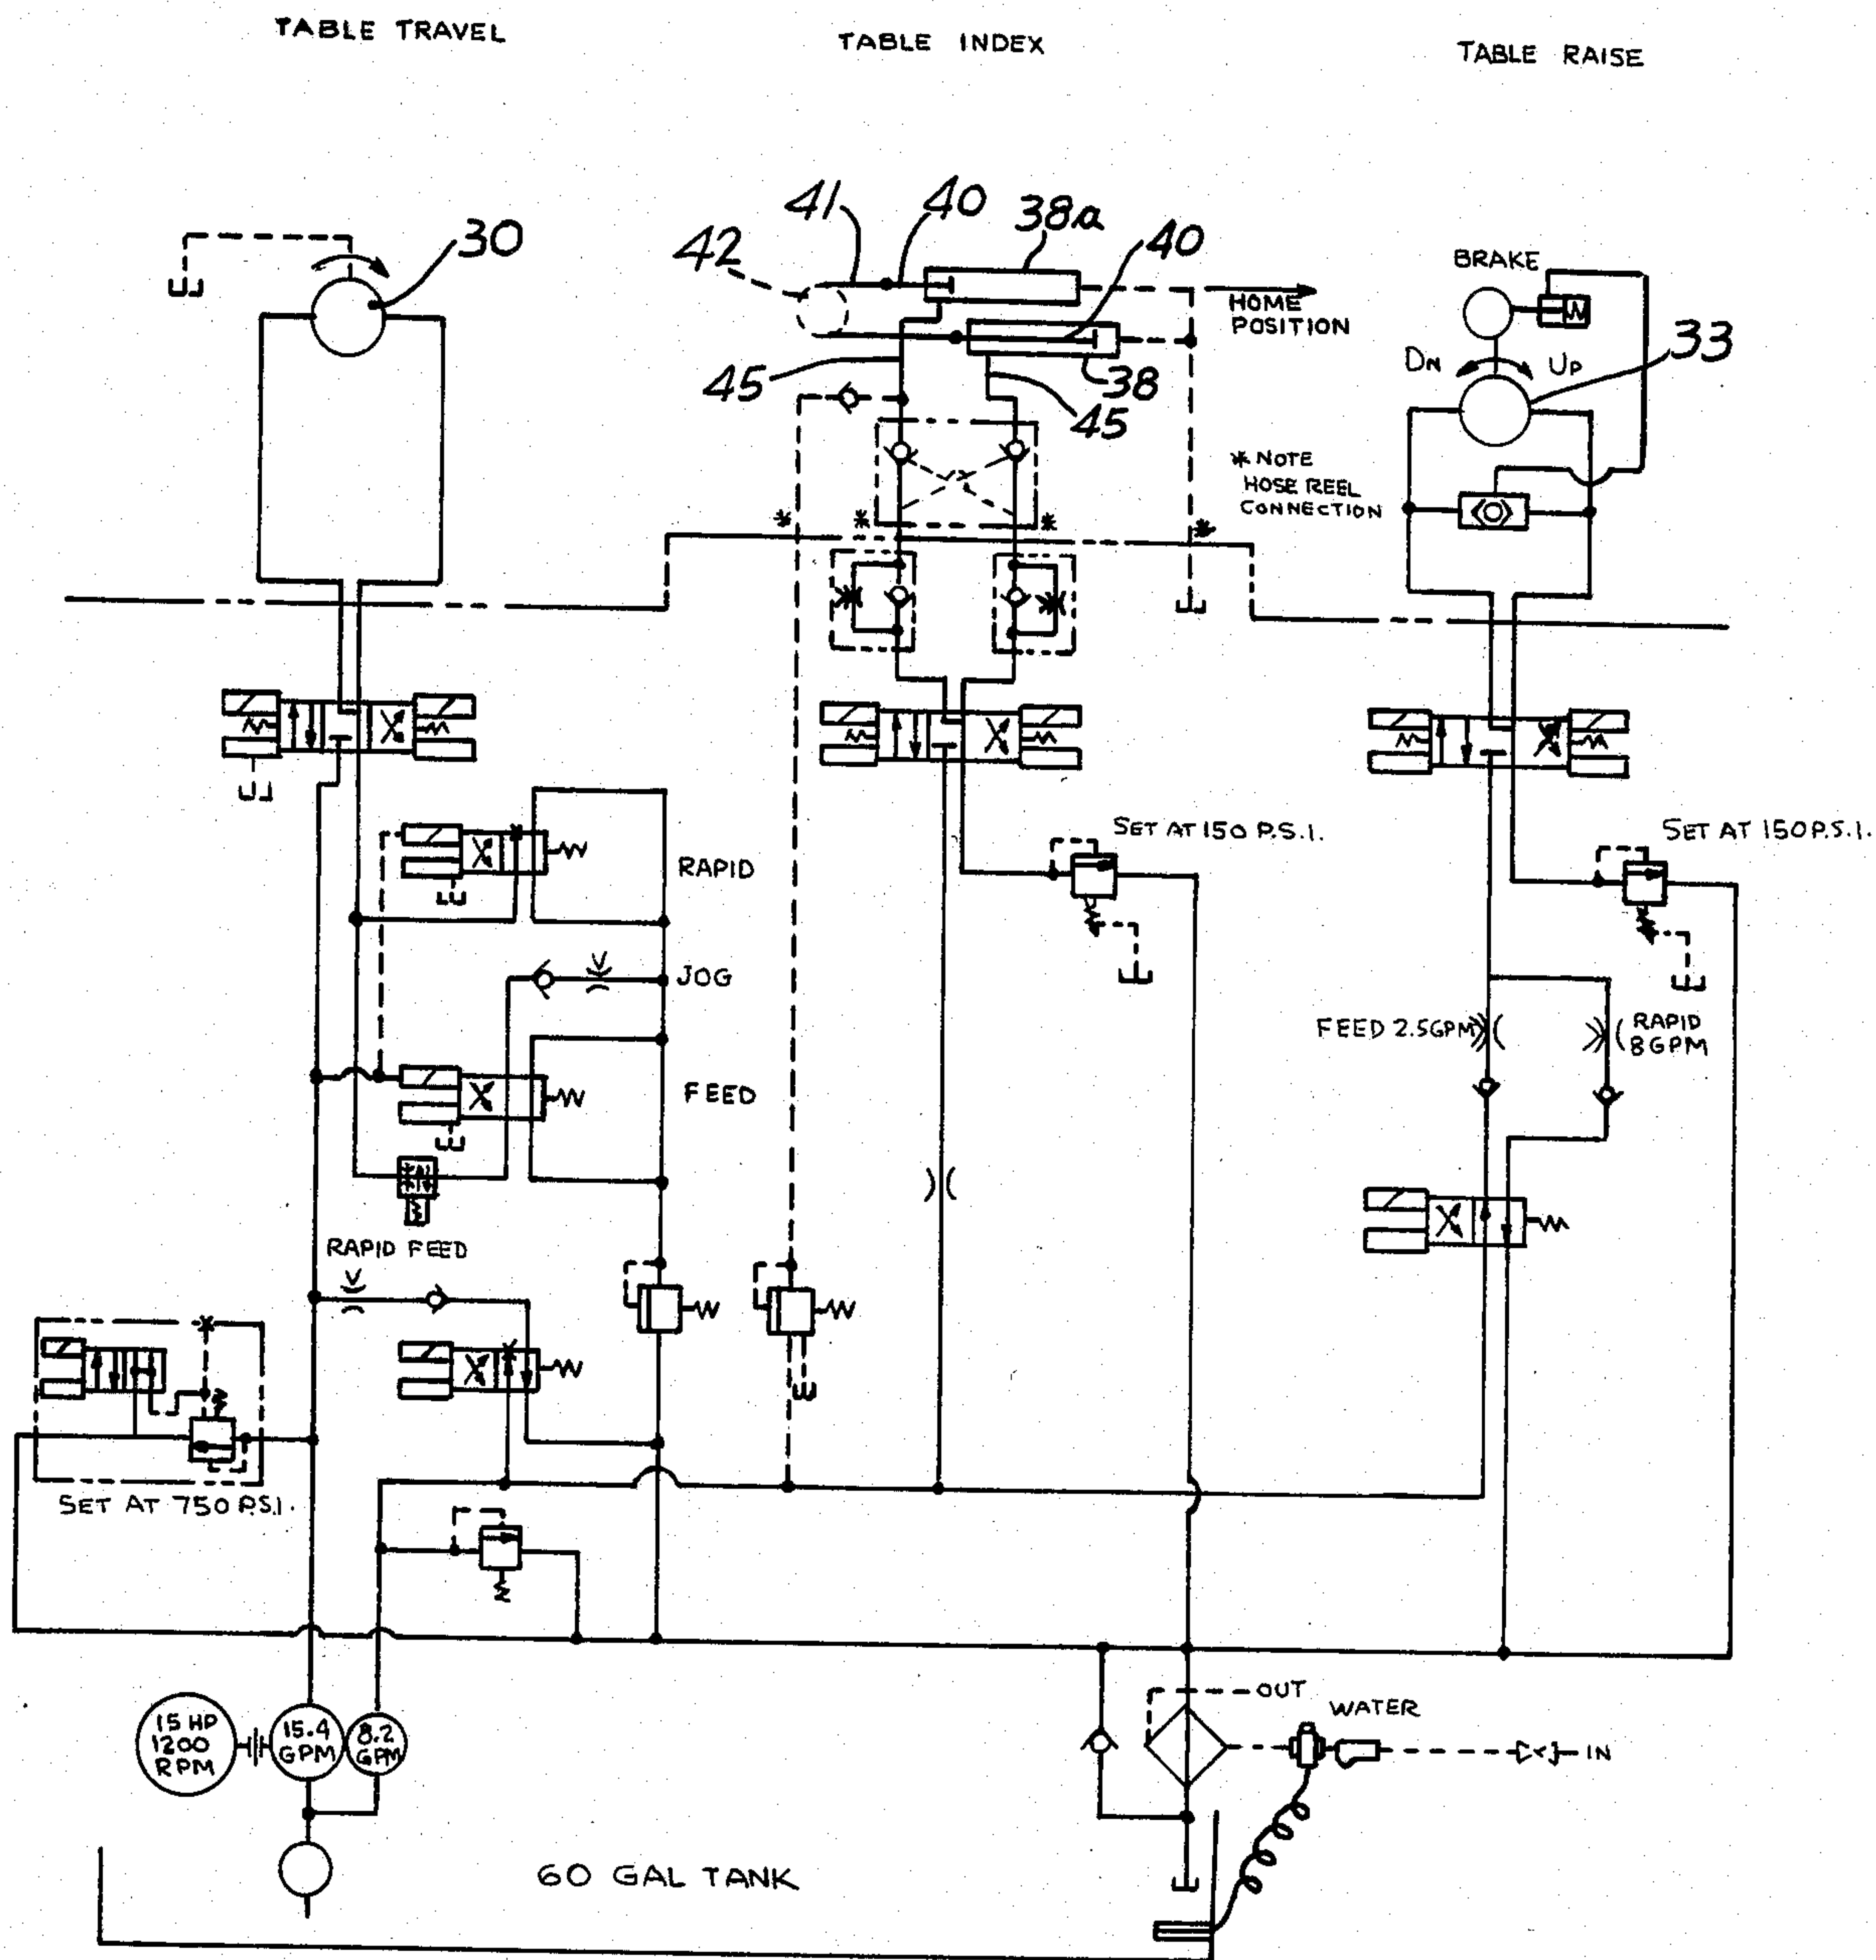 TABLE TRAVEL
TABLE INDEX
TABLE RAISE
30
41
40
38a
42
40
HOME
POSITION
BRAKE
33
DN
UP
45
38
45
* NOTE
HOSE REEL
CONNECTION
*
*
*
*
SET AT 150 P.S.I.
SET AT 150 P.S.I.
RAPID
JOG
FEED 2.5GPM
RAPID
8GPM
FEED
RAPID FEED
SET AT 750 P.S.I.
15 HP
1200
RPM
15.4
GPM
8.2
GPM
OUT
WATER
IN
60 GAL TANK